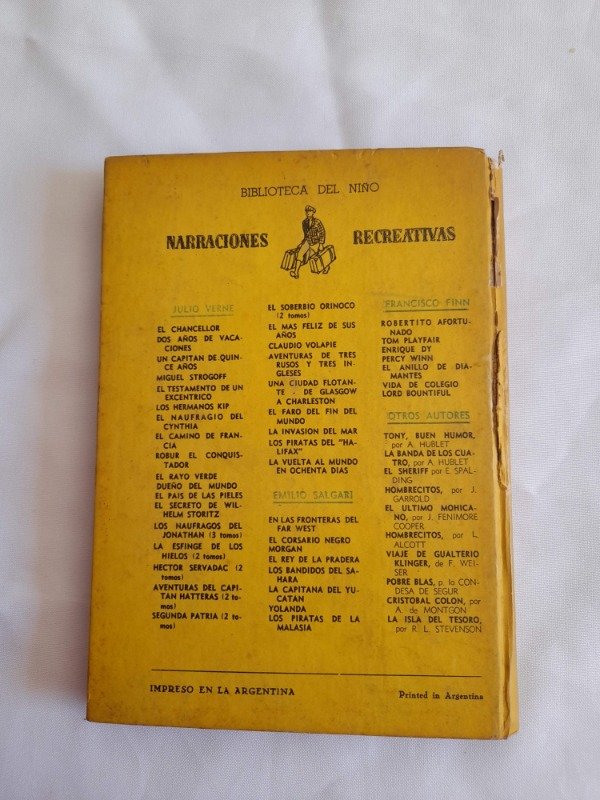 BIBLIOTECA DEL NIÑO
NARRACIONES RECREATIVAS
JULIO VERNE
EL CHANCELLOR
DOS AÑOS DE VACA-
CIONES
UN CAPITAN DE QUIN-
CE AÑOS
MIGUEL STROGOFF
EL TESTAMENTO DE UN
EXCENTRICO
LOS HERMANOS KIP
EL NAUFRAGIO DEL
CYNTHIA
EL CAMINO DE FRAN-
CIA
ROBUR EL CONQUIS-
TADOR
EL RAYO VERDE
DUEÑO DEL MUNDO
EL PAIS DE LAS PIELES
EL SECRETO DE WIL-
HELM STORITZ
LOS NAUFRAGOS DEL
JONATHAN (3 tomos)
LA ESFINGE DE LOS
HIELOS (2 tomos)
HECTOR SERVADAC (2
tomos)
AVENTURAS DEL CAPI-
TAN HATTERAS (2 to-
mos)
SEGUNDA PATRIA (2 to-
mos)
EL SOBERBIO ORINOCO
(2 tomos)
EL MAS FELIZ DE SUS
AÑOS
CLAUDIO VOLAPIE
AVENTURAS DE TRES
RUSOS Y TRES IN-
GLESES
UNA CIUDAD FLOTAN-
TE - DE GLASGOW
A CHARLESTON
EL FARO DEL FIN DEL
MUNDO
LA INVASION DEL MAR
LOS PIRATAS DEL "HA-
LIFAX"
LA VUELTA AL MUNDO
EN OCHENTA DIAS
EMILIO SALGARI
EN LAS FRONTERAS DEL
FAR WEST
EL CORSARIO NEGRO
MORGAN
EL REY DE LA PRADERA
LOS BANDIDOS DEL SA-
HARA
LA CAPITANA DEL YU-
CATAN
YOLANDA
LOS PIRATAS DE LA
MALASIA
FRANCISCO FINN
ROBERTITO AFORTU-
NADO
TOM PLAYFAIR
ENRIQUE DY
PERCY WINN
EL ANILLO DE DIA-
MANTES
VIDA DE COLEGIO
LORD BOUNTIFUL
OTROS AUTORES
TONY, BUEN HUMOR,
por A. HUBLET
LA BANDA DE LOS CUA-
TRO, por A. HUBLET
EL SHERIFF por E. SPAL-
DING
HOMBRECITOS, por J.
GARROLD
EL ULTIMO MOHICA-
NO, por J. FENIMORE
COOPER
HOMBRECITOS, por L.
ALCOTT
VIAJE DE GUALTERIO
KLINGER, de F. WEI-
SER
POBRE BLAS, p. la CON-
DESA DE SEGUR
CRISTOBAL COLON, por
A. de MONTGON
LA ISLA DEL TESORO,
por R. L. STEVENSON
IMPRESO EN LA ARGENTINA
Printed in Argentina